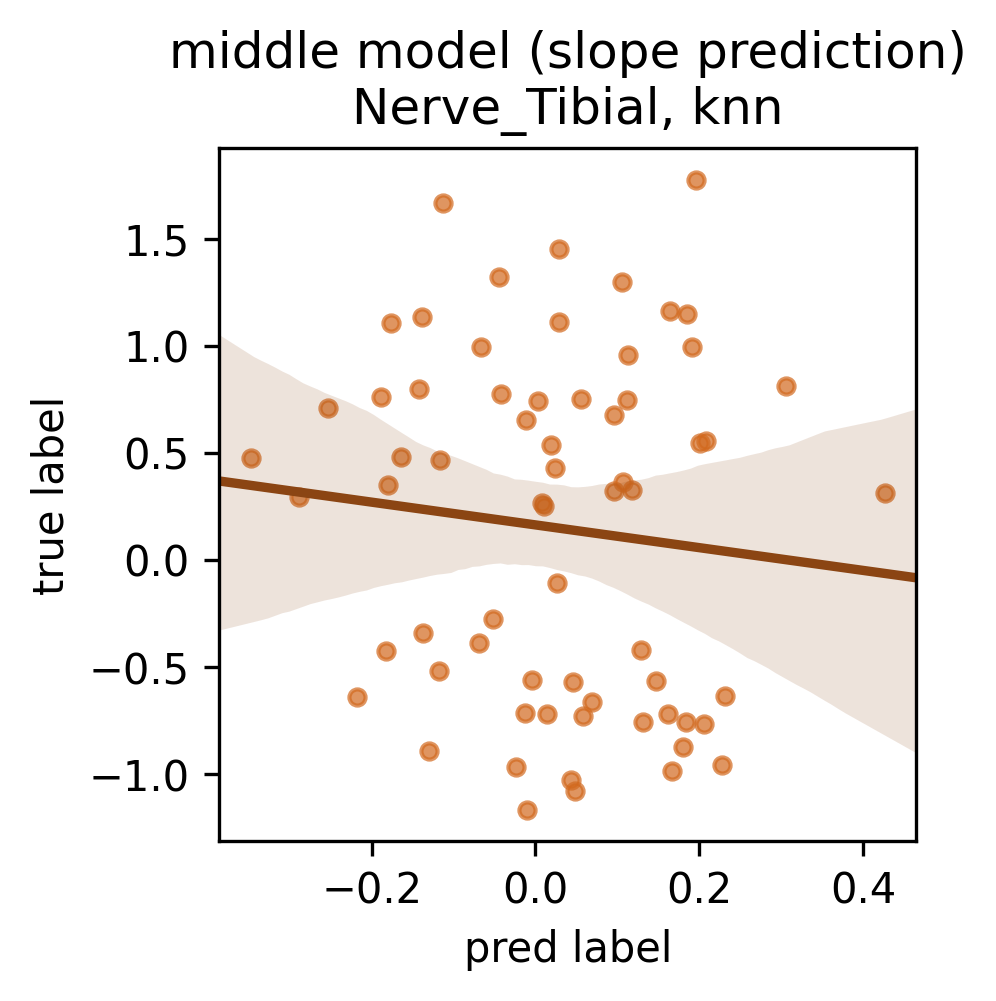 middle model (slope prediction)
Nerve_Tibial, knn
1.5
1.0
0.5
0.0
−0.5
−1.0
true label
−0.2
0.0
0.2
0.4
pred label